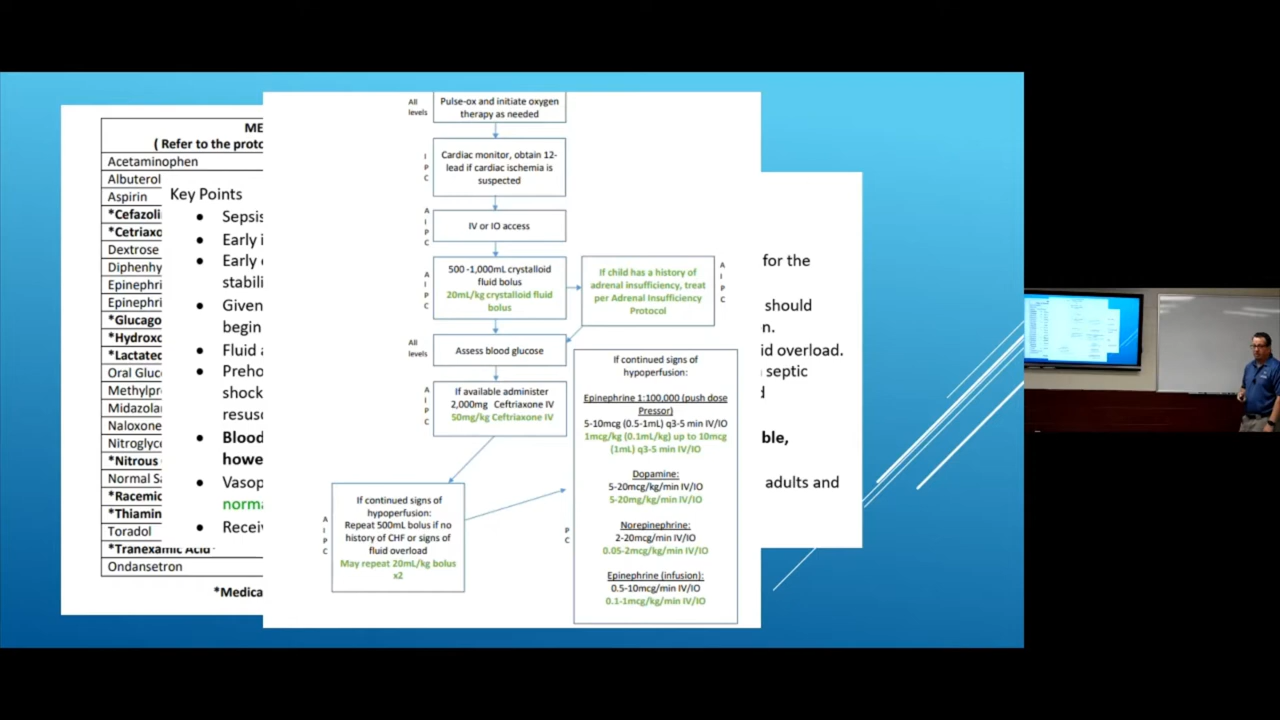 ME
( Refer to the proto
Acetaminophen
Albuterol
Aspirin
*Cefazoli
*Cetriaxo
Dextrose
Diphenhy
Epinephri
Epinephri
*Glucago
*Hydroxo
*Lactated
Oral Gluc
Methylpr
Midazolar
Naloxone
Nitroglyc
*Nitrous
Normal Sa
*Racemic
*Thiamin
Toradol
*Tranexamic Acid*
Ondansetron
*Medica
Key Points
• Sepsis
• Early i
• Early
stabili
• Given
begin
• Fluid a
• Preho
shock
resusc
• Blood
howe
• Vasop
norma
• Receiv
All
levels
Pulse-ox and initiate oxygen
therapy as needed
I
P
C
Cardiac monitor, obtain 12-
lead if cardiac ischemia is
suspected
A
I
P
C
IV or IO access
A
I
P
C
500 -1,000mL crystalloid
fluid bolus
20mL/kg crystalloid fluid
bolus
If child has a history of
adrenal insufficiency, treat
per Adrenal Insufficiency
Protocol
A
I
P
C
All
levels
Assess blood glucose
A
I
P
C
If available administer
2,000mg Ceftriaxone IV
50mg/kg Ceftriaxone IV
A
I
P
C
If continued signs of
hypoperfusion:
Repeat 500mL bolus if no
history of CHF or signs of
fluid overload
May repeat 20mL/kg bolus
x2
P
C
If continued signs of
hypoperfusion:
Epinephrine 1:100,000 (push dose
Pressor)
5-10mcg (0.5-1mL) q3-5 min IV/IO
1mcg/kg (0.1mL/kg) up to 10mcg
(1mL) q3-5 min IV/IO
Dopamine:
5-20mcg/kg/min IV/IO
5-20mg/kg/min IV/IO
Norepinephrine:
2-20mcg/min IV/IO
0.05-2mcg/kg/min IV/IO
Epinephrine (infusion):
0.5-10mcg/min IV/IO
0.1-1mcg/kg/min IV/IO
for the
should
n.
id overload.
septic
d
ble,
adults and